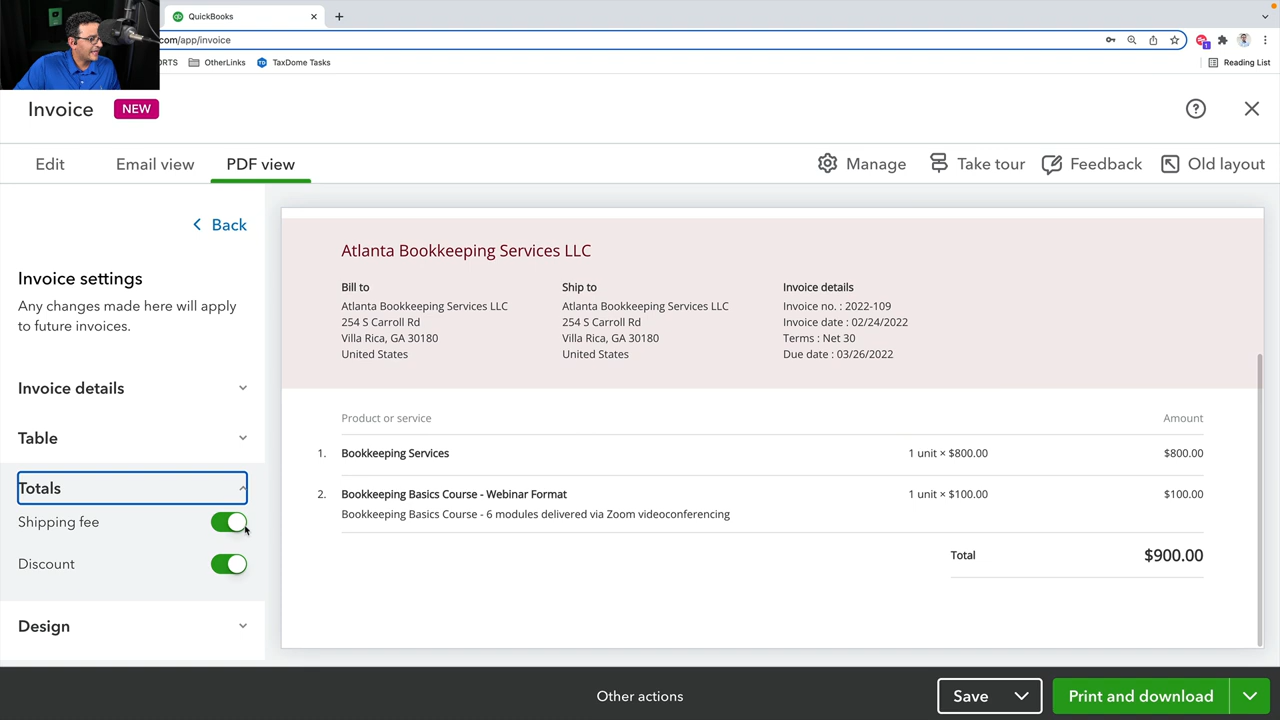 QuickBooks
com/app/invoice
ORTS
OtherLinks
TD
TaxDome Tasks
1
Reading List
Invoice
NEW
Edit
Email view
PDF view
Manage
Take tour
Feedback
Old layout
Back
Invoice settings
Any changes made here will apply
to future invoices.
Invoice details
Table
Totals
Shipping fee
Discount
Design
Atlanta Bookkeeping Services LLC
Bill to
Atlanta Bookkeeping Services LLC
254 S Carroll Rd
Villa Rica, GA 30180
United States
Ship to
Atlanta Bookkeeping Services LLC
254 S Carroll Rd
Villa Rica, GA 30180
United States
Invoice details
Invoice no. : 2022-109
Invoice date : 02/24/2022
Terms : Net 30
Due date : 03/26/2022
Product or service Amount
1. Bookkeeping Services 1 unit × $800.00 $800.00
2. Bookkeeping Basics Course - Webinar Format 1 unit × $100.00 $100.00
Bookkeeping Basics Course - 6 modules delivered via Zoom videoconferencing
Total $900.00
Other actions
Save
Print and download